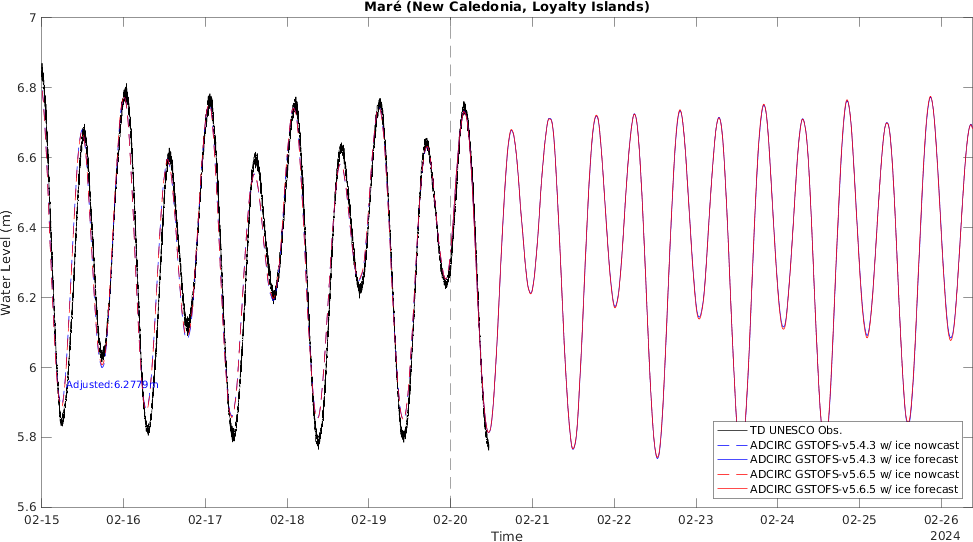 Maré (New Caledonia, Loyalty Islands)
7
6.8
6.6
6.4
6.2
6
5.8
5.6
Water Level (m)
Adjusted:6.2779m
TD UNESCO Obs.
ADCIRC GSTOFS-v5.4.3 w/ ice nowcast
ADCIRC GSTOFS-v5.4.3 w/ ice forecast
ADCIRC GSTOFS-v5.6.5 w/ ice nowcast
ADCIRC GSTOFS-v5.6.5 w/ ice forecast
02-15 02-16 02-17 02-18 02-19 02-20 02-21 02-22 02-23 02-24 02-25 02-26
Time
2024